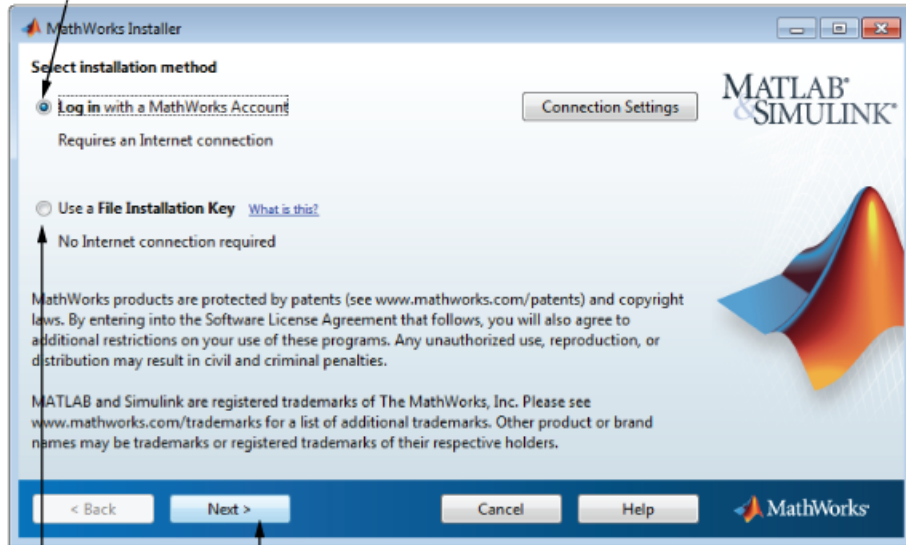 MathWorks Installer
Select installation method
Log in with a MathWorks Account
Connection Settings
MATLAB®
&SIMULINK®
Requires an Internet connection
Use a File Installation Key What is this?
No Internet connection required
MathWorks products are protected by patents (see www.mathworks.com/patents) and copyright
laws. By entering into the Software License Agreement that follows, you will also agree to
additional restrictions on your use of these programs. Any unauthorized use, reproduction, or
distribution may result in civil and criminal penalties.
MATLAB and Simulink are registered trademarks of The MathWorks, Inc. Please see
www.mathworks.com/trademarks for a list of additional trademarks. Other product or brand
names may be trademarks or registered trademarks of their respective holders.
< Back Next > Cancel Help MathWorks®